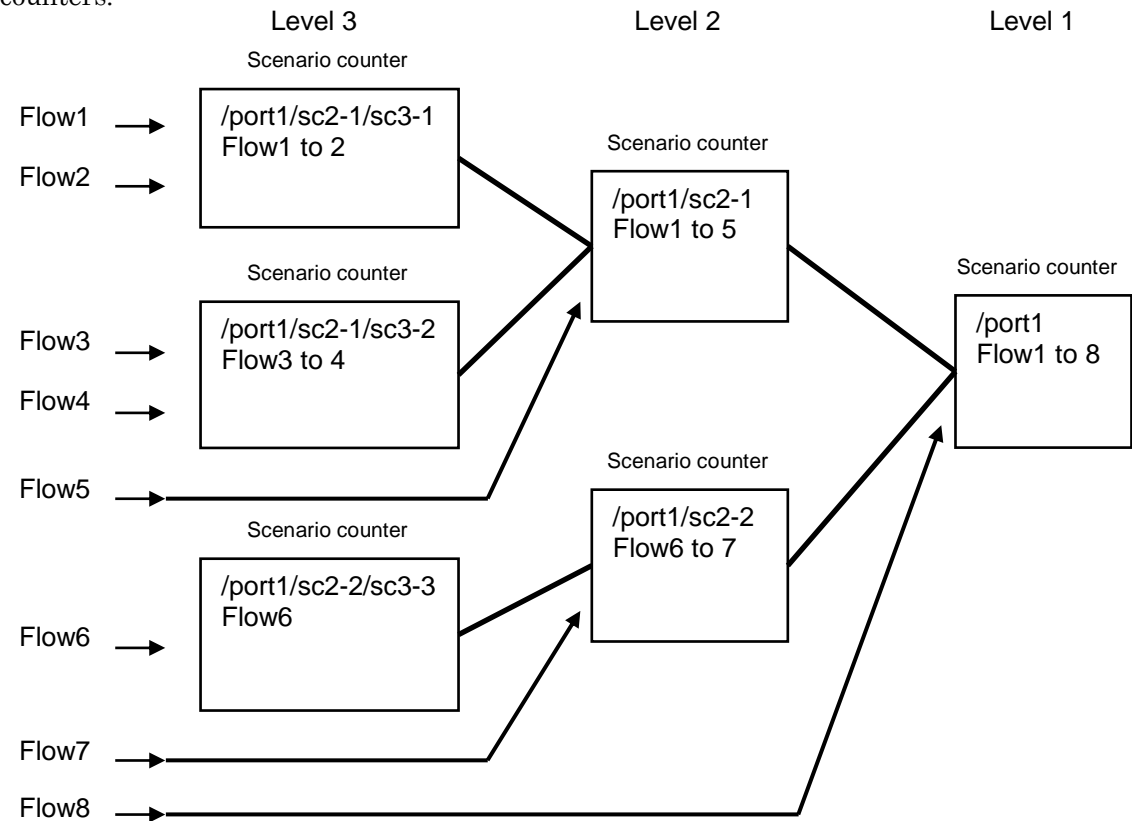 counters.
Level 3
Level 2
Level 1
Scenario counter
Flow1
/port1/sc2-1/sc3-1
Flow1 to 2
Flow2
Scenario counter
/port1/sc2-1
Flow1 to 5
Scenario counter
Flow3
/port1/sc2-1/sc3-2
Flow3 to 4
Flow4
Scenario counter
/port1
Flow1 to 8
Flow5
Scenario counter
/port1/sc2-2/sc3-3
Flow6
Flow6
Scenario counter
/port1/sc2-2
Flow6 to 7
Flow7
Flow8